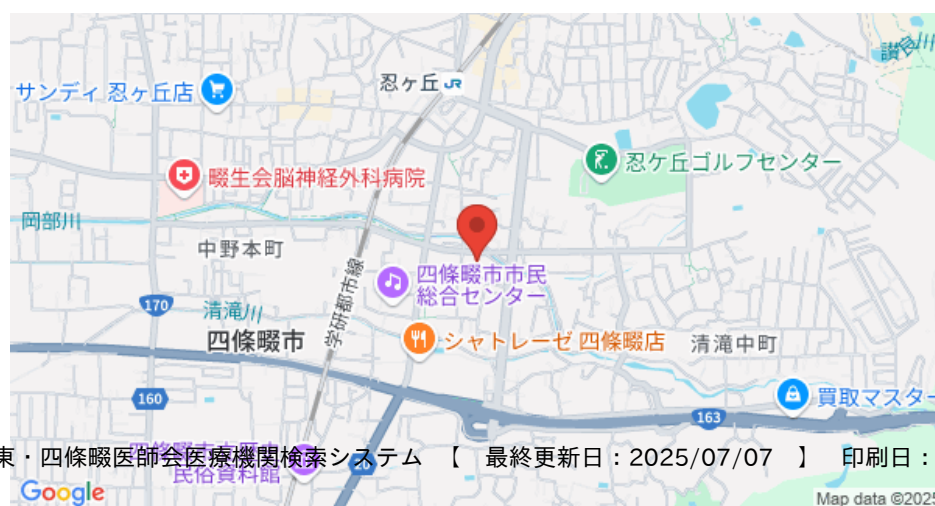 讃良川
忍ケ丘 JR
サンディ 忍ヶ丘店
忍ケ丘ゴルフセンター
畷生会脳神経外科病院
岡部川
中野本町
四條畷市市民
総合センター
学研都市線
170
清滝川
四條畷市
シャトレーゼ 四條畷店
清滝中町
160
買取マスター
163
東・四條畷医師会医療機関検索システム 【 最終更新日：2025/07/07 】 印刷日：
民俗資料館
Google
Map data ©2025